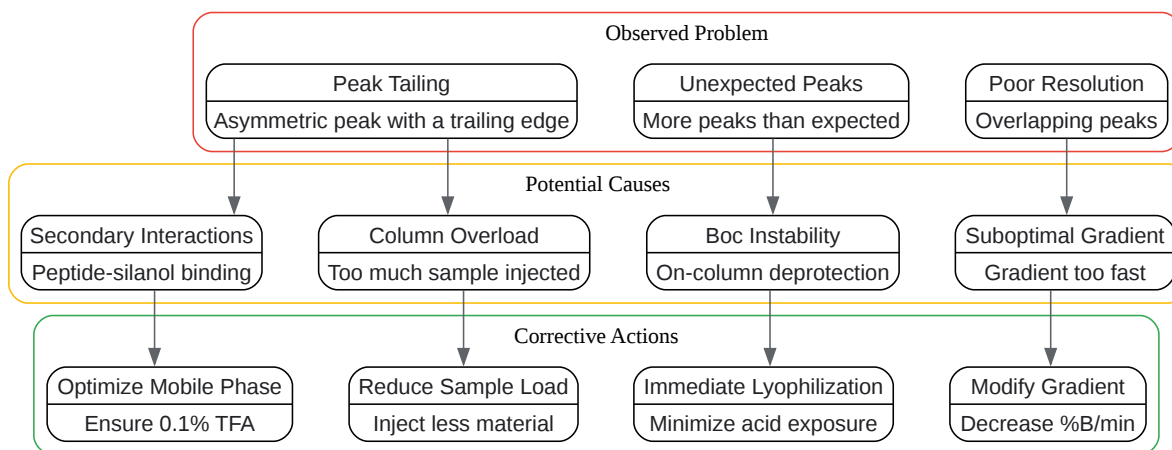 Observed Problem
Peak Tailing
Asymmetric peak with a trailing edge
Unexpected Peaks
More peaks than expected
Poor Resolution
Overlapping peaks
Potential Causes
Secondary Interactions
Peptide-silanol binding
Column Overload
Too much sample injected
Boc Instability
On-column deprotection
Suboptimal Gradient
Gradient too fast
Corrective Actions
Optimize Mobile Phase
Ensure 0.1% TFA
Reduce Sample Load
Inject less material
Immediate Lyophilization
Minimize acid exposure
Modify Gradient
Decrease %B/min